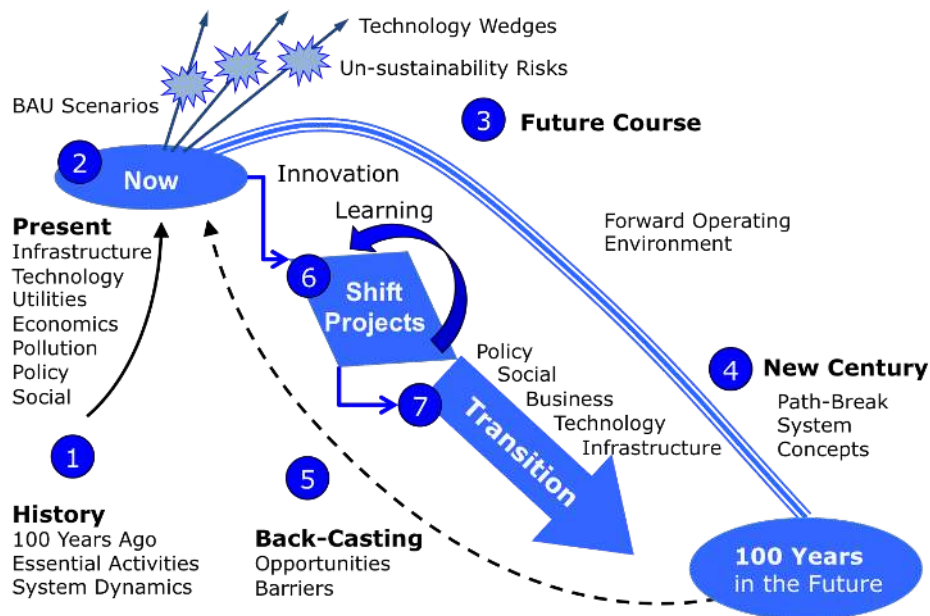 Technology Wedges
Un-sustainability Risks
BAU Scenarios
3 Future Course
2
Now
Innovation
Learning
Present
Infrastructure
Technology
Utilities
Economics
Pollution
Policy
Social
Forward Operating
Environment
6
Shift
Projects
Policy
Social
Business
Technology
Infrastructure
7
Transition
4 New Century
Path-Break
System
Concepts
1
History
100 Years Ago
Essential Activities
System Dynamics
5
Back-Casting
Opportunities
Barriers
100 Years
in the Future